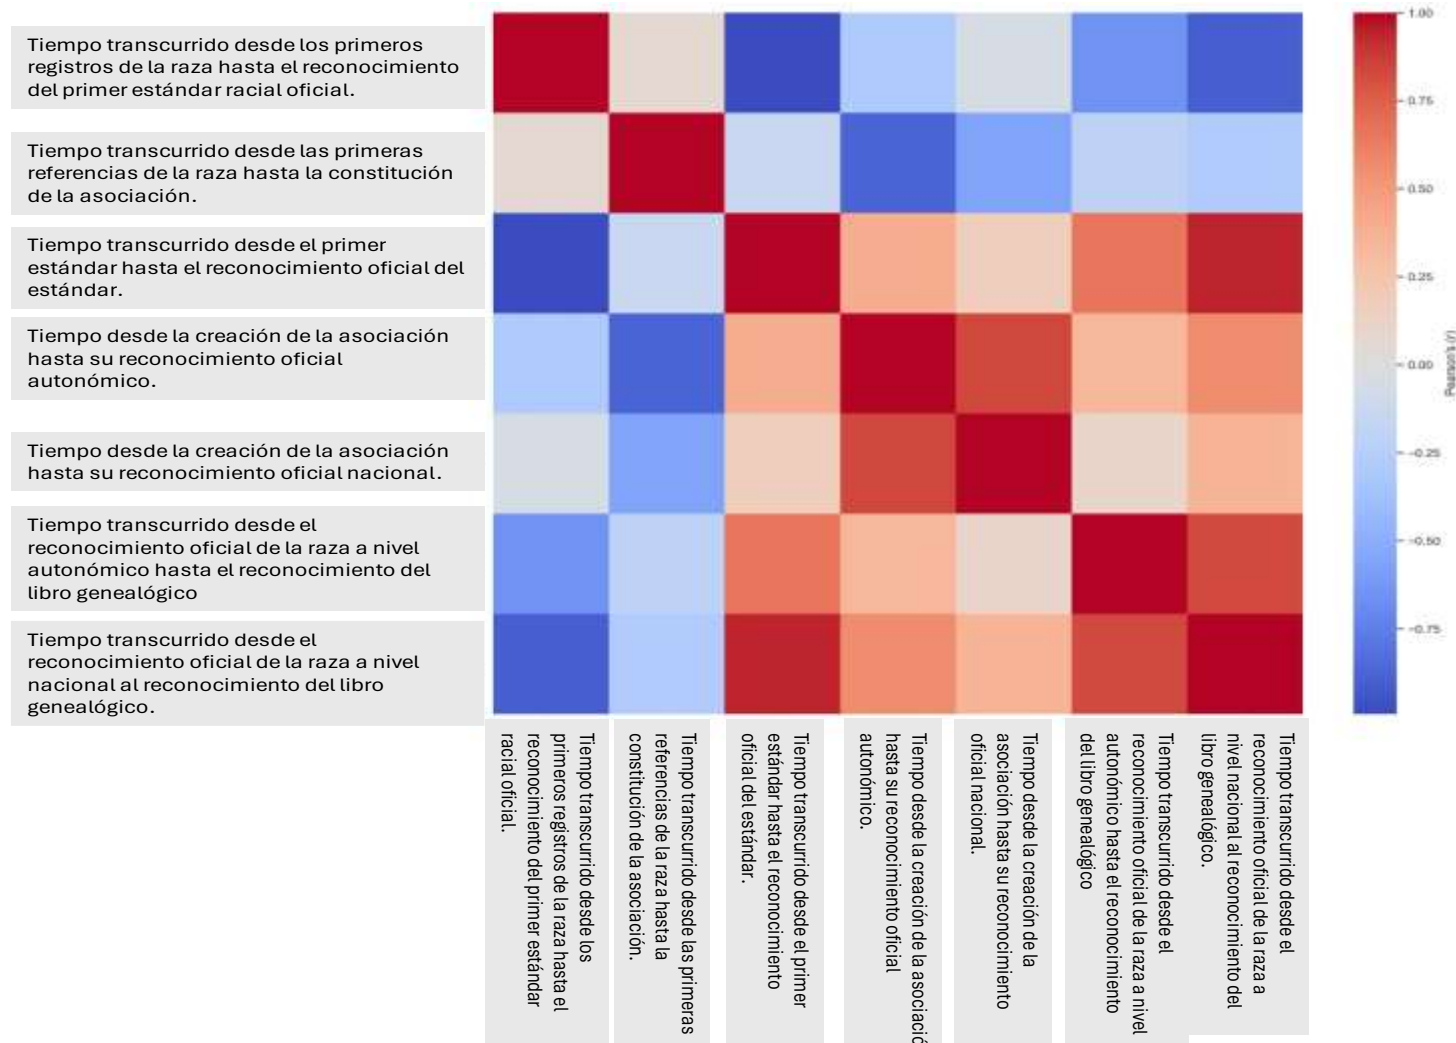 Tiempo transcurrido desde los primeros
registros de la raza hasta el reconocimiento
del primer estándar racial oficial.
Tiempo transcurrido desde las primeras
referencias de la raza hasta la constitución
de la asociación.
Tiempo transcurrido desde el primer
estándar hasta el reconocimiento oficial del
estándar.
Tiempo desde la creación de la asociación
hasta su reconocimiento oficial
autonómico.
Tiempo desde la creación de la asociación
hasta su reconocimiento oficial nacional.
Tiempo transcurrido desde el
reconocimiento oficial de la raza a nivel
autonómico hasta el reconocimiento del
libro genealógico
Tiempo transcurrido desde el
reconocimiento oficial de la raza a nivel
nacional al reconocimiento del libro
genealógico.
1.00
0.75
0.50
0.25
0.00
−0.25
−0.50
−0.75
Pearson's (r)
Tiempo transcurrido desde los
primeros registros de la raza hasta el
reconocimiento del primer estándar
racial oficial.
Tiempo transcurrido desde las primeras
referencias de la raza hasta la
constitución de la asociación.
Tiempo transcurrido desde el primer
estándar hasta el reconocimiento
oficial del estándar.
Tiempo desde la creación de la asociació
hasta su reconocimiento oficial
autonómico.
Tiempo desde la creación de la
asociación hasta su reconocimiento
oficial nacional.
Tiempo transcurrido desde el
reconocimiento oficial de la raza a nivel
autonómico hasta el reconocimiento
del libro genealógico
Tiempo transcurrido desde el
reconocimiento oficial de la raza a
nivel nacional al reconocimiento del
libro genealógico.